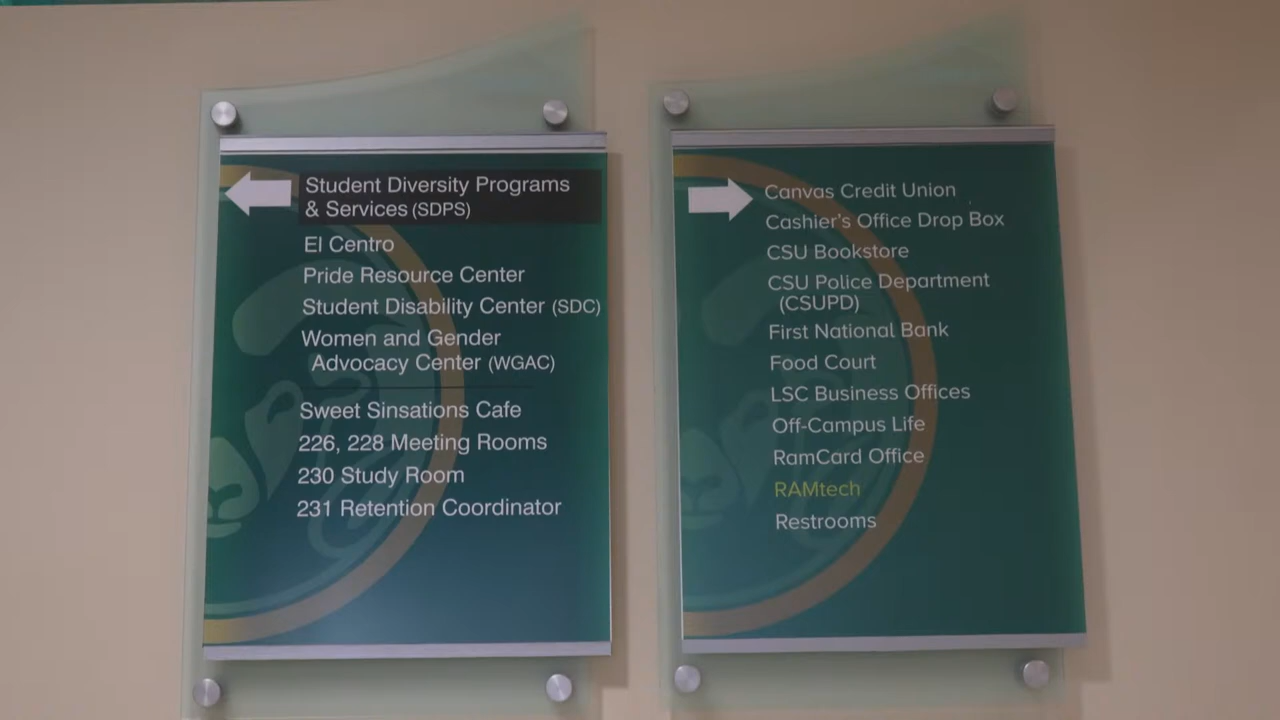 Student Diversity Programs
& Services (SDPS)
El Centro
Pride Resource Center
Student Disability Center (SDC)
Women and Gender
Advocacy Center (WGAC)
Sweet Sinsations Cafe
226, 228 Meeting Rooms
230 Study Room
231 Retention Coordinator
Canvas Credit Union
Cashier's Office Drop Box
CSU Bookstore
CSU Police Department
(CSUPD)
First National Bank
Food Court
LSC Business Offices
Off-Campus Life
RamCard Office
RAMtech
Restrooms